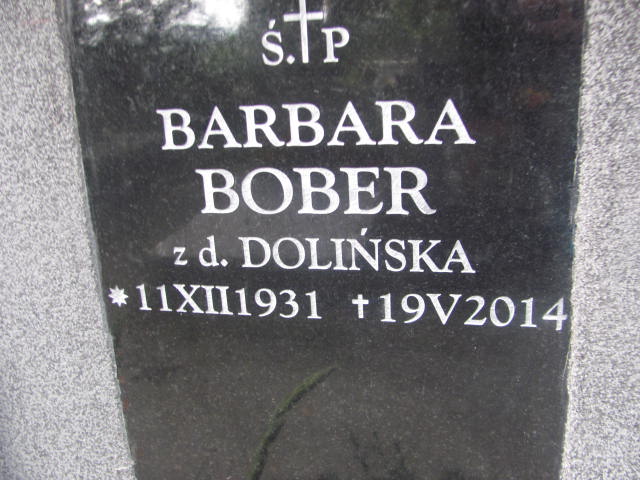 Ś.†P
BARBARA
BOBER
z d. DOLIŃSKA
* 11XII1931 †19V2014